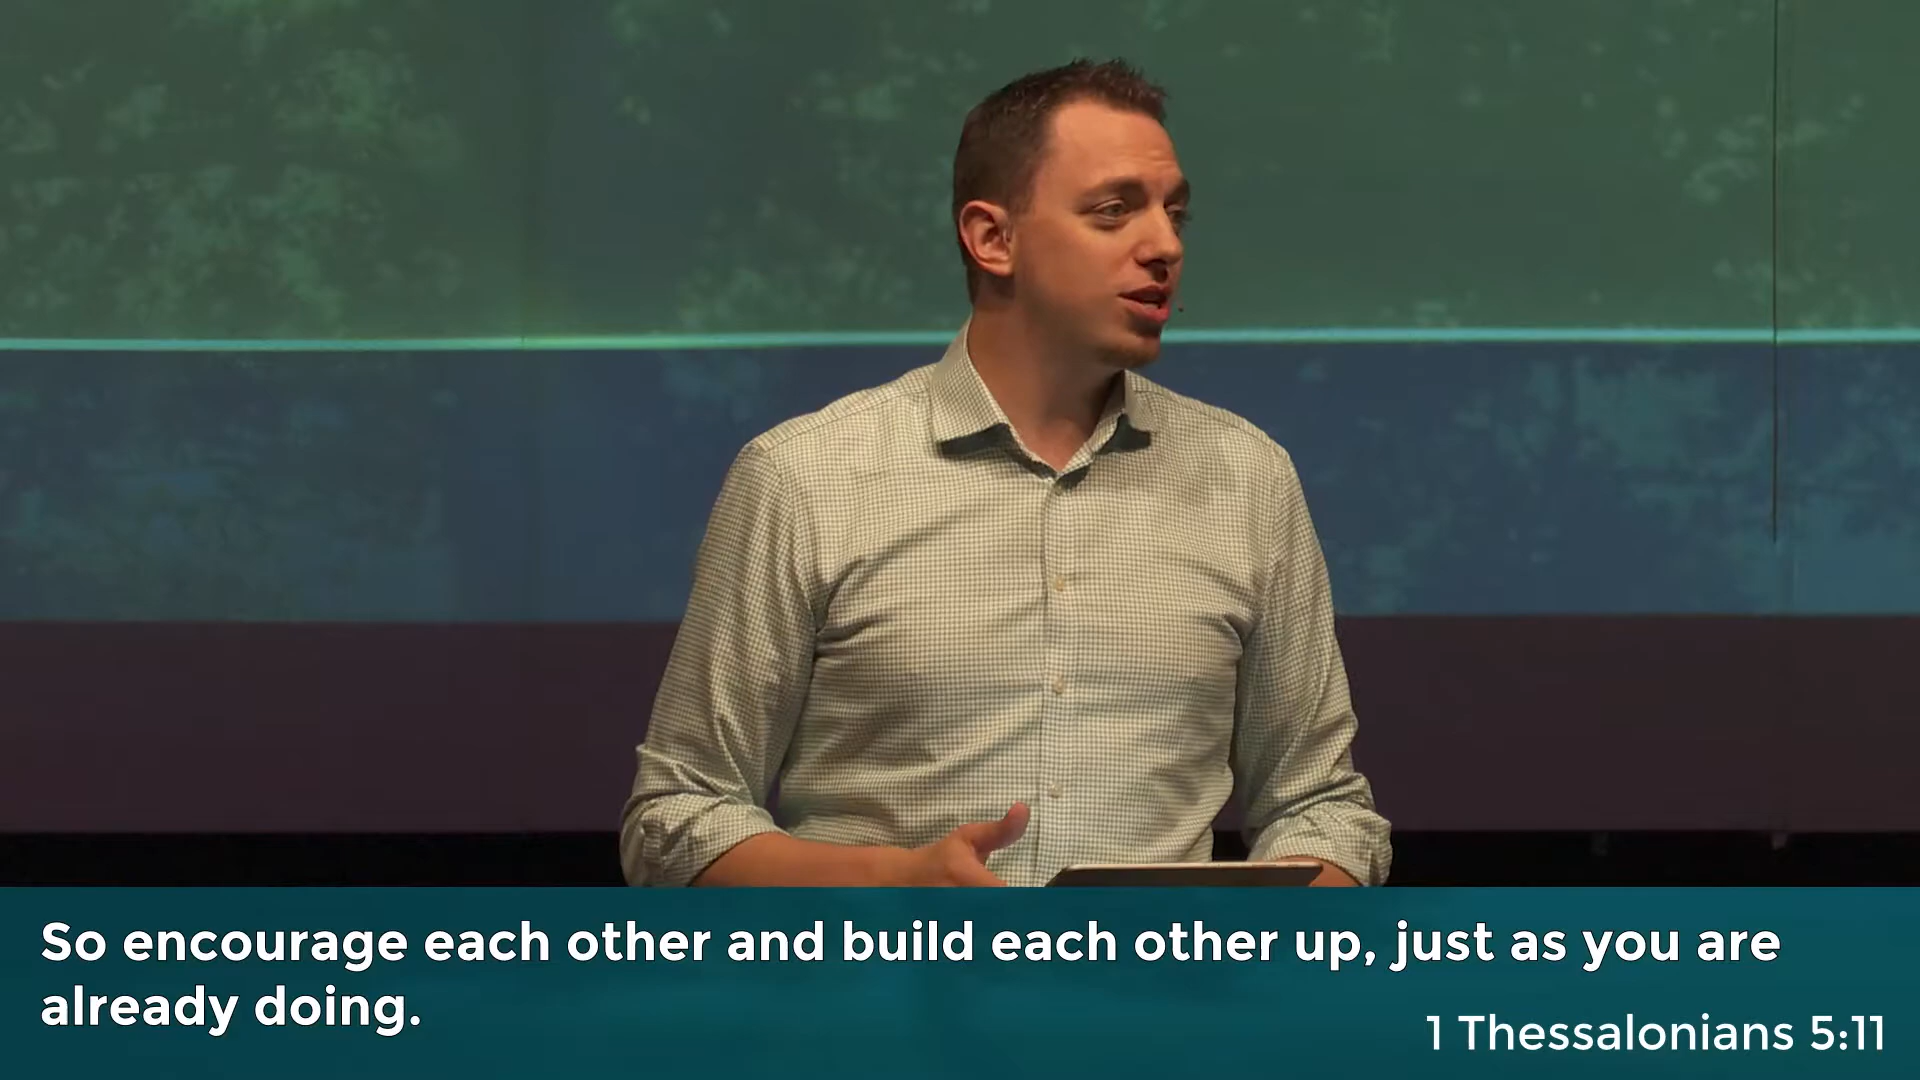 So encourage each other and build each other up, just as you are
already doing.
1 Thessalonians 5:11